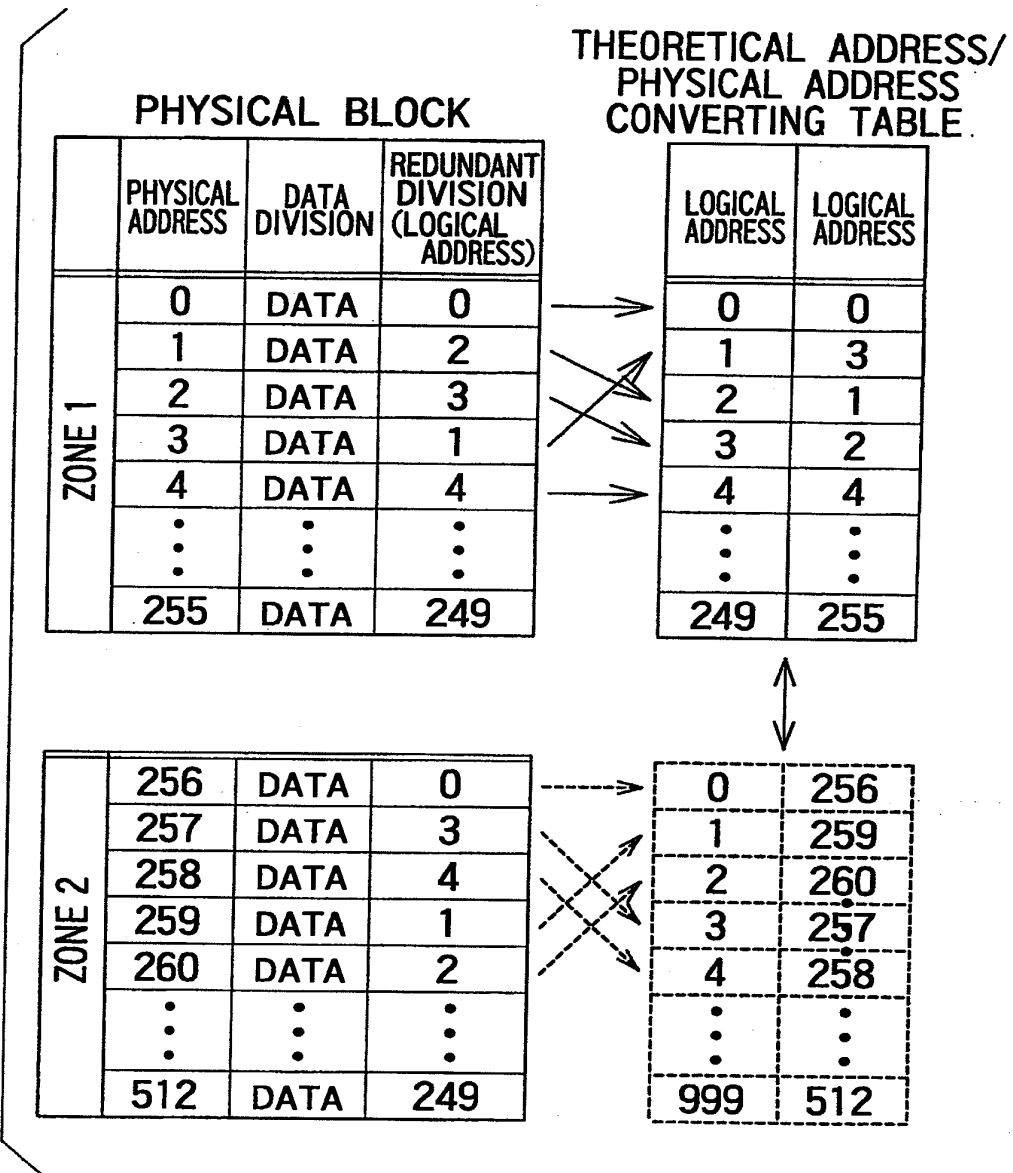 THEORETICAL ADDRESS/
PHYSICAL ADDRESS
CONVERTING TABLE.
PHYSICAL BLOCK
PHYSICAL ADDRESS DATA DIVISION REDUNDANT DIVISION (LOGICAL ADDRESS)
LOGICAL ADDRESS LOGICAL ADDRESS
ZONE 1
0 DATA 0 0 0
1 DATA 2 1 3
2 DATA 3 2 1
3 DATA 1 3 2
4 DATA 4 4 4
255 DATA 249 249 255
ZONE 2
256 DATA 0 0 256
257 DATA 3 1 259
258 DATA 4 2 260
259 DATA 1 3 257
260 DATA 2 4 258
512 DATA 249 999 512